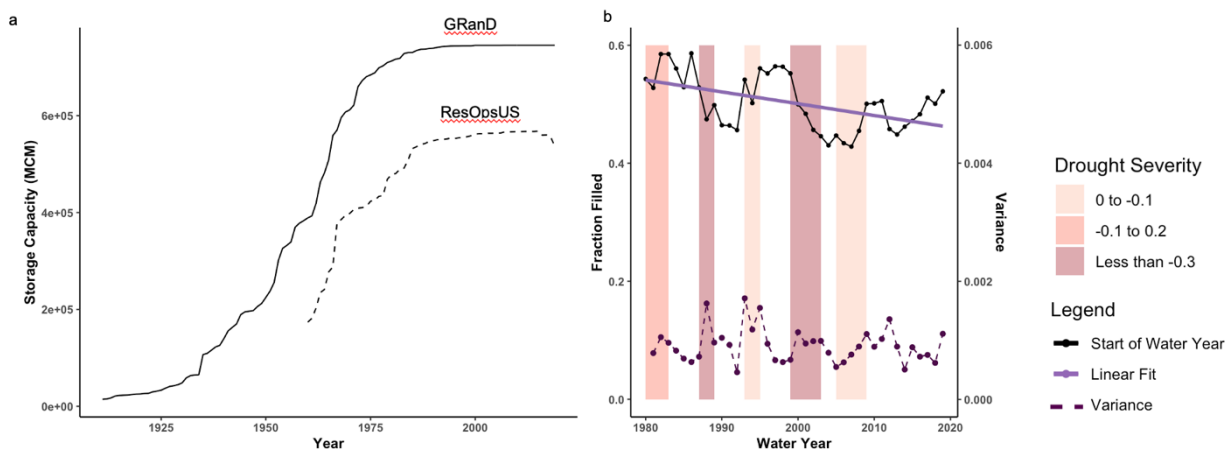 a
GRanD
ResOpsUS
6e+05
4e+05
2e+05
0e+00
Storage Capacity (MCM)
1925
1950
1975
2000
Year
b
0.6
0.4
0.2
0.0
Fraction Filled
0.006
0.004
0.002
0.000
Variance
1980
1990
2000
2010
2020
Water Year
Drought Severity
0 to -0.1
-0.1 to 0.2
Less than -0.3
Legend
Start of Water Year
Linear Fit
Variance